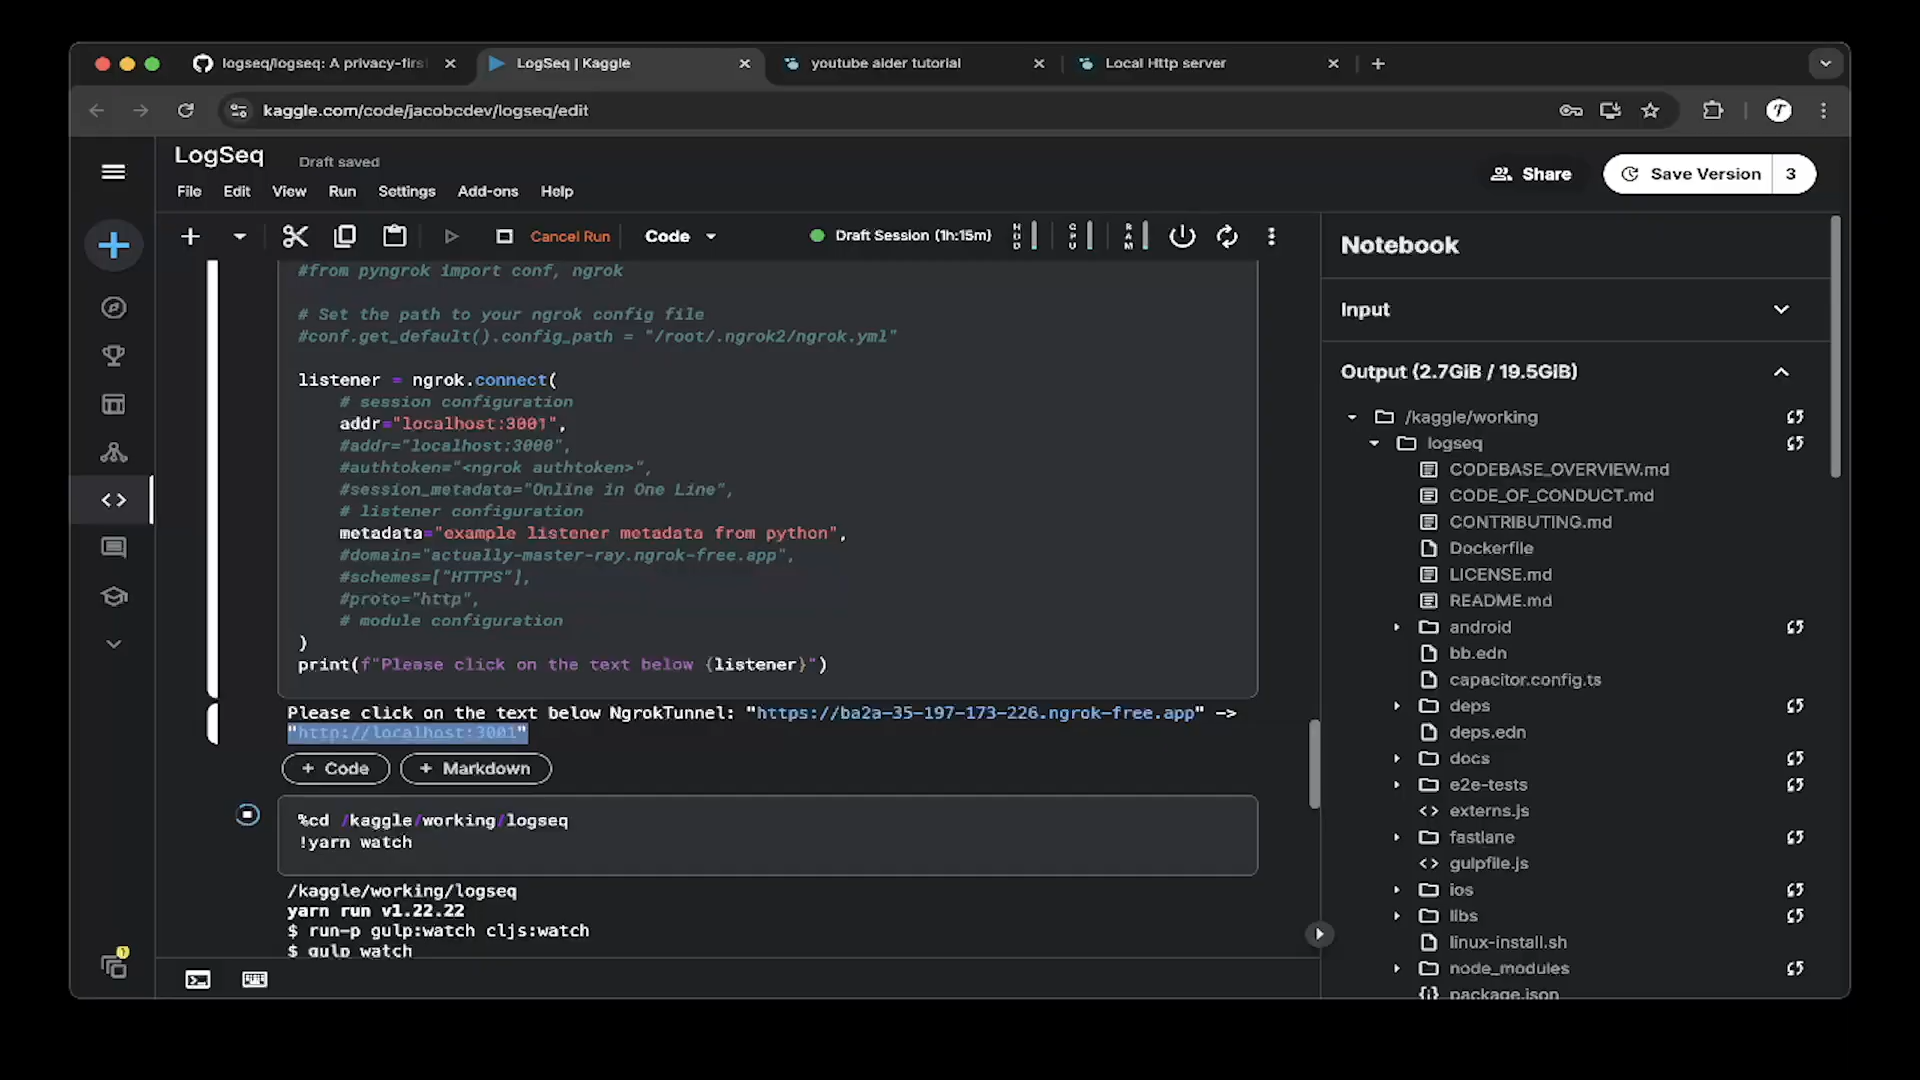 logseq/logseq: A privacy-firs
LogSeq | Kaggle
youtube aider tutorial
Local Http server
kaggle.com/code/jacobcdev/logseq/edit
LogSeq
Draft saved
File
Edit
View
Run
Settings
Add-ons
Help
Share
Save Version
3
Cancel Run
Code
Draft Session (1h:15m)
HDD
CPU
RAM
#from pyngrok import conf, ngrok
# Set the path to your ngrok config file
#conf.get_default().config_path = "/root/.ngrok2/ngrok.yml"
listener = ngrok.connect(
# session configuration
addr="localhost:3001",
#addr="localhost:3000",
#authtoken="<ngrok authtoken>",
#session_metadata="Online in One Line",
# listener configuration
metadata="example listener metadata from python",
#domain="actually-master-ray.ngrok-free.app",
#schemes=["HTTPS"],
#proto="http",
# module configuration
)
print(f"Please click on the text below {listener}")
Please click on the text below NgrokTunnel: "https://ba2a-35-197-173-226.ngrok-free.app" ->
"http://localhost:3001"
+ Code
+ Markdown
%cd /kaggle/working/logseq
!yarn watch
/kaggle/working/logseq
yarn run v1.22.22
$ run-p gulp:watch cljs:watch
$ gulp watch
Notebook
Input
Output (2.7GiB / 19.5GiB)
/kaggle/working
logseq
CODEBASE_OVERVIEW.md
CODE_OF_CONDUCT.md
CONTRIBUTING.md
Dockerfile
LICENSE.md
README.md
android
bb.edn
capacitor.config.ts
deps
deps.edn
docs
e2e-tests
externs.js
fastlane
gulpfile.js
ios
libs
linux-install.sh
node_modules
package.json